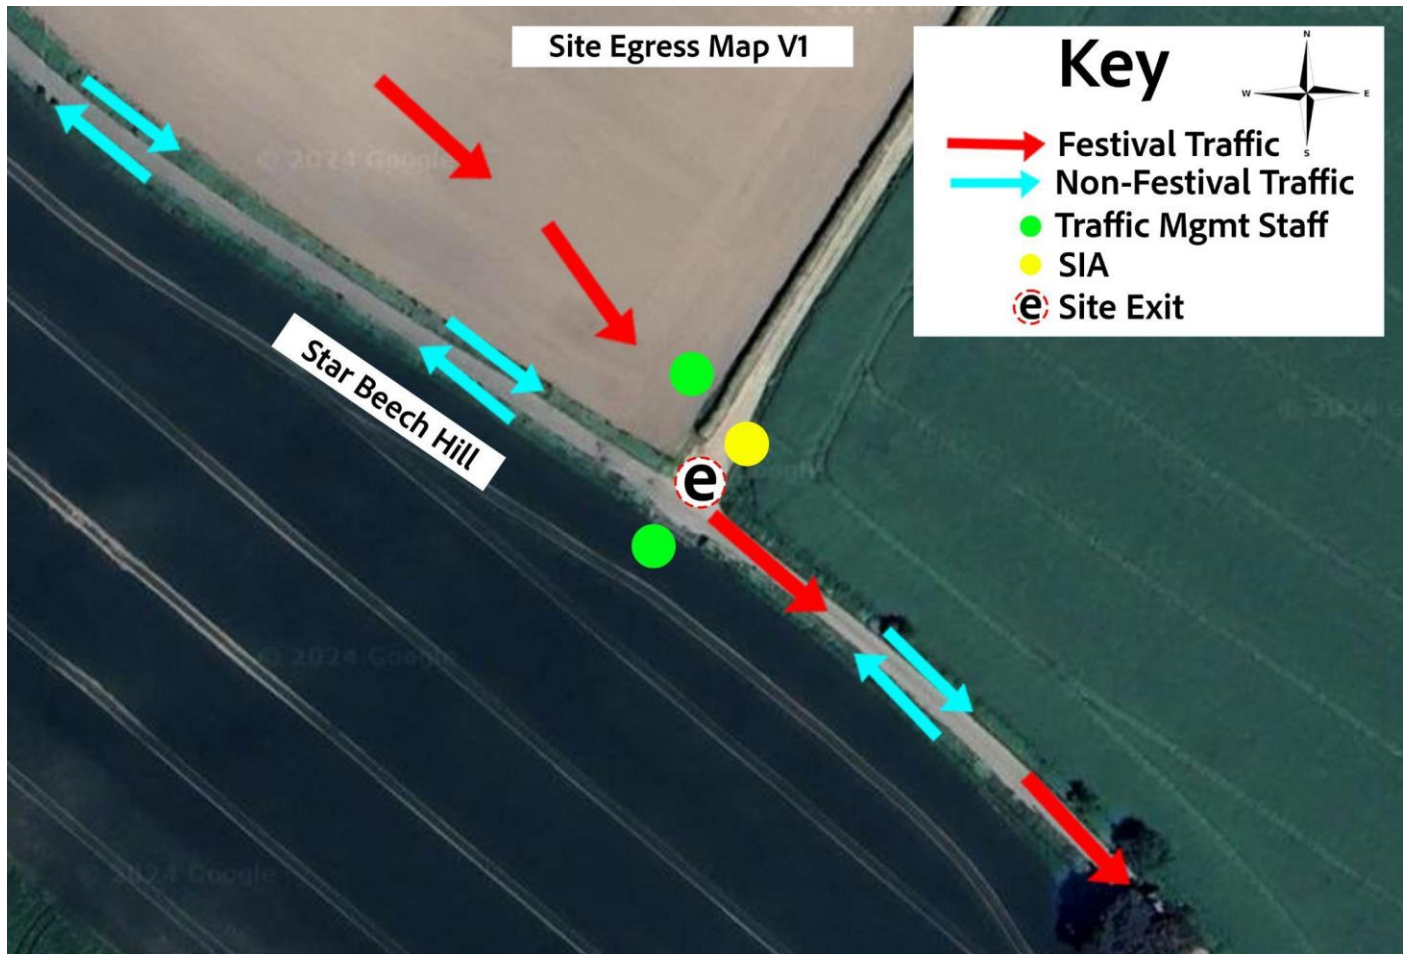 Site Egress Map V1
Key
N
W
E
S
Festival Traffic
Non-Festival Traffic
Traffic Mgmt Staff
SIA
e Site Exit
© 2024 Google
Star Beech Hill
e
© 2024 Google
© 2024 Google